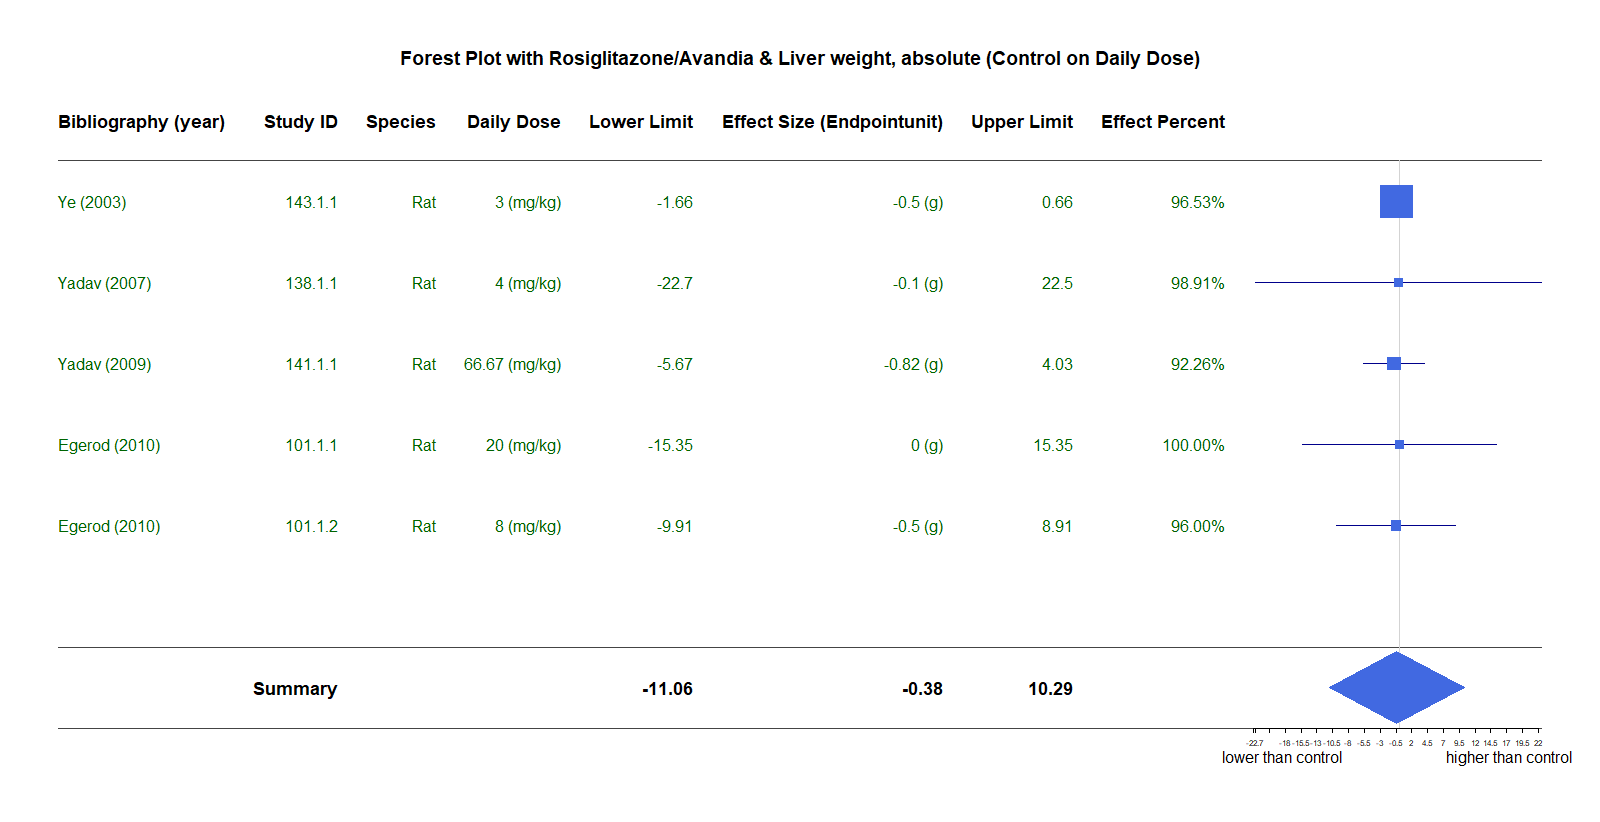 Forest Plot with Rosiglitazone/Avandia & Liver weight, absolute (Control on Daily Dose)
Bibliography (year) Study ID Species Daily Dose Lower Limit Effect Size (Endpointunit) Upper Limit Effect Percent
Ye (2003) 143.1.1 Rat 3 (mg/kg) -1.66 -0.5 (g) 0.66 96.53%
Yadav (2007) 138.1.1 Rat 4 (mg/kg) -22.7 -0.1 (g) 22.5 98.91%
Yadav (2009) 141.1.1 Rat 66.67 (mg/kg) -5.67 -0.82 (g) 4.03 92.26%
Egerod (2010) 101.1.1 Rat 20 (mg/kg) -15.35 0 (g) 15.35 100.00%
Egerod (2010) 101.1.2 Rat 8 (mg/kg) -9.91 -0.5 (g) 8.91 96.00%
Summary -11.06 -0.38 10.29
-22.7 -18 -15.5 -13 -10.5 -8 -5.5 -3 -0.5 2 4.5 7 9.5 12 14.5 17 19.5 22
lower than control higher than control